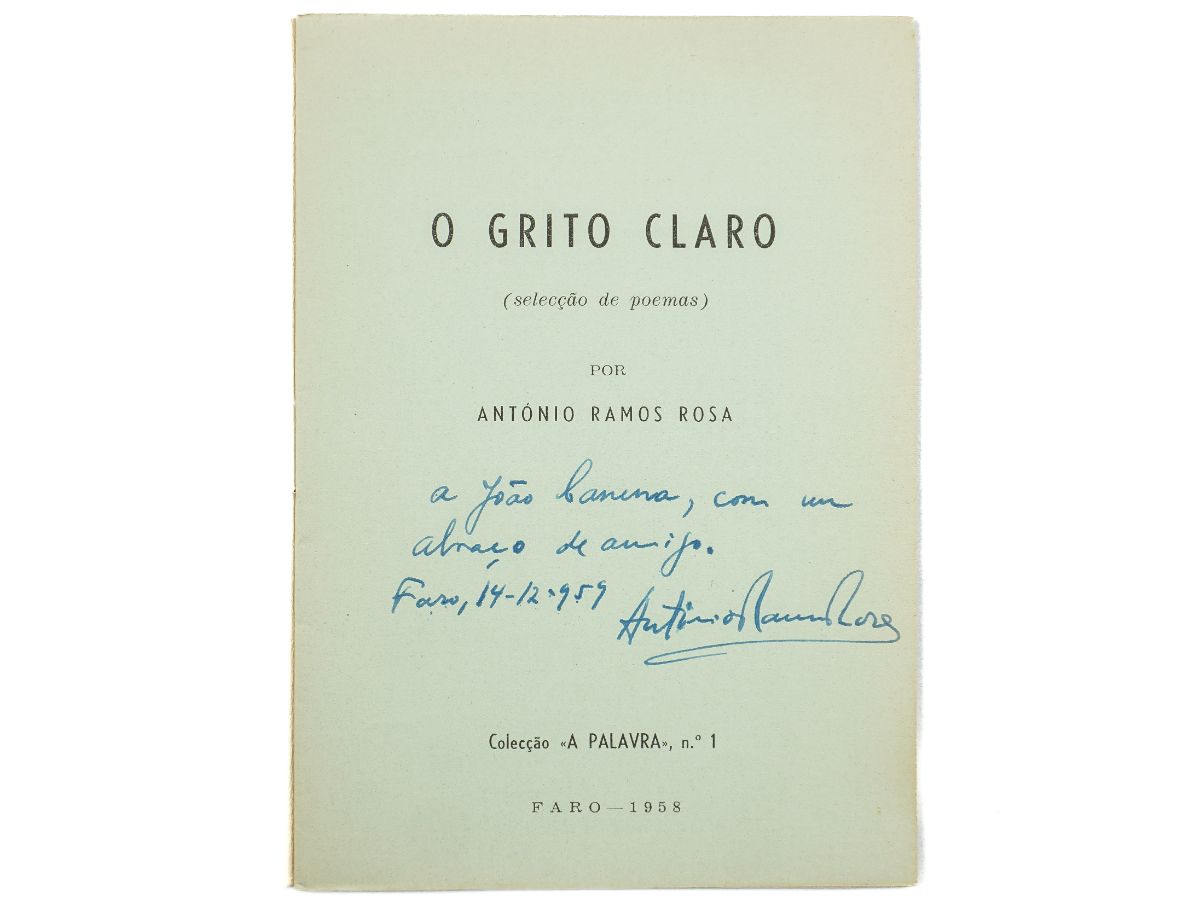 O GRITO CLARO
(selecção de poemas)
POR
ANTÓNIO RAMOS ROSA
a João, com um
abraço de amigo.
Faro, 14-12-959
António Ramos Rosa
Colecção «A PALAVRA», n.º 1
FARO — 1958